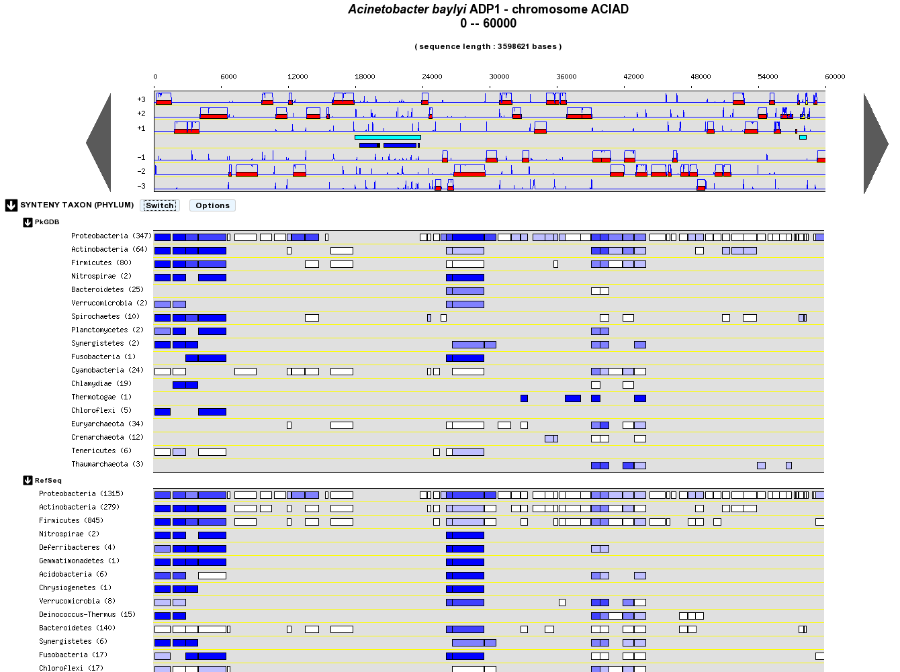 Acinetobacter baylyi ADP1 - chromosome ACIAD
0 -- 60000
( sequence length : 3598621 bases )
0 6000 12000 18000 24000 30000 36000 42000 48000 54000 60000
+3
+2
+1
-1
-2
-3
SYNTENY TAXON (PHYLUM) Switch Options
PkGDB
Proteobacteria (347)
Actinobacteria (64)
Firmicutes (80)
Nitrospirae (2)
Bacteroidetes (25)
Verrucomicrobia (2)
Spirochaetes (10)
Planctomycetes (2)
Synergistetes (2)
Fusobacteria (1)
Cyanobacteria (24)
Chlamydiae (19)
Thermotogae (1)
Chloroflexi (5)
Euryarchaeota (34)
Crenarchaeota (12)
Tenericutes (6)
Thaumarchaeota (3)
RefSeq
Proteobacteria (1315)
Actinobacteria (279)
Firmicutes (845)
Nitrospirae (2)
Deferribacteres (4)
Gemmatimonadetes (1)
Acidobacteria (6)
Chrysiogenetes (1)
Verrucomicrobia (8)
Deinococcus-Thermus (15)
Bacteroidetes (140)
Synergistetes (6)
Fusobacteria (17)
Chloroflexi (17)